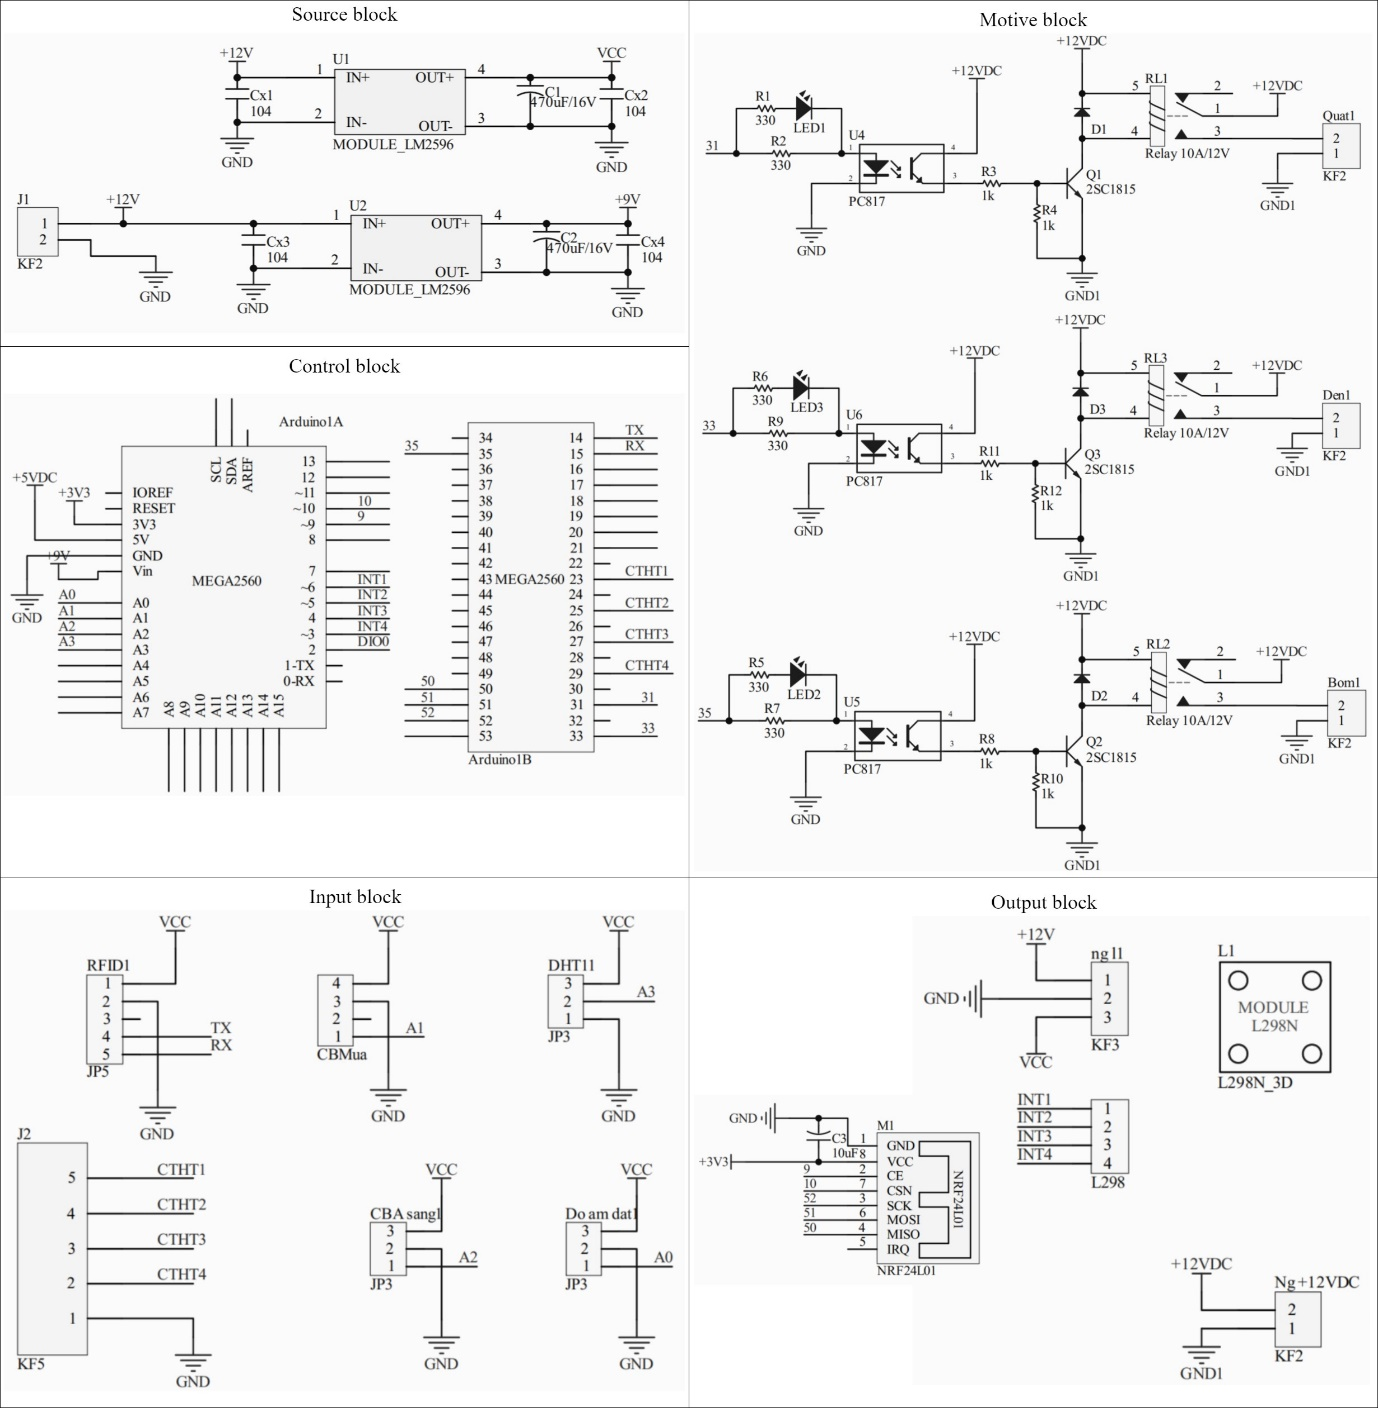 Source block
+12V
VCC
U1
1 IN+ OUT+ 4
Cx1
104
C1
470uF/16V
Cx2
104
2 IN- OUT- 3
MODULE_LM2596
GND
GND
J1
+12V
U2
+9V
1
2
KF2
1 IN+ OUT+ 4
Cx3
104
C2
470uF/16V
Cx4
104
2 IN- OUT- 3
MODULE_LM2596
GND
GND
GND
Motive block
+12VDC
+12VDC
R1
330
LED1
R2
330
31
U4
1
2
4
3
PC817
GND
R3
1k
R4
1k
Q1
2SC1815
D1
RL1
5
4
2
1
3
Relay 10A/12V
+12VDC
Quat1
2
1
KF2
GND1
GND1
+12VDC
+12VDC
R6
330
LED3
R9
330
33
U6
1
2
4
3
PC817
GND
R11
1k
R12
1k
Q3
2SC1815
D3
RL3
5
4
2
1
3
Relay 10A/12V
+12VDC
Den1
2
1
KF2
GND1
GND1
+12VDC
+12VDC
R5
330
LED2
R7
330
35
U5
1
2
4
3
PC817
GND
R8
1k
R10
1k
Q2
2SC1815
D2
RL2
5
4
2
1
3
Relay 10A/12V
+12VDC
Bom1
2
1
KF2
GND1
GND1
Control block
Arduino1A
SCL
SDA
AREF
+5VDC
+3V3
+9V
GND
IOREF
RESET
3V3
5V
GND
Vin
MEGA2560
A0 A0
A1 A1
A2 A2
A3 A3
A4
A5
A6
A7
A8
A9
A10
A11
A12
A13
A14
A15
13
12
~11
~10 10
~9 9
8
7
~6 INT1
~5 INT2
4 INT3
~3 INT4
2 DIO0
1-TX
0-RX
34 14 TX
35 35 15 RX
36 16
37 17
38 18
39 19
40 20
41 21
42 22
43 MEGA2560 23 CTHT1
44 24
45 25 CTHT2
46 26
47 27 CTHT3
48 28
49 29 CTHT4
50 50 30
51 51 31 31
52 52 32
53 33 33
Arduino1B
Input block
VCC
RFID1
1
2
3
4 TX
5 RX
JP5
GND
VCC
4
3
2
1 A1
CBMua
GND
VCC
DHT11
3
2 A3
1
JP3
GND
J2
5 CTHT1
4 CTHT2
3 CTHT3
2 CTHT4
1
KF5
GND
VCC
CBA sang1
3
2
1 A2
JP3
GND
VCC
Do am dat1
3
2
1 A0
JP3
GND
Output block
+12V
ng11
GND
1
2
3
VCC
KF3
L1
MODULE
L298N
L298N_3D
INT1 1
INT2 2
INT3 3
INT4 4
L298
GND
C3
10uF
+3V3
M1
1 GND
8 VCC
9 2 CE
10 7 CSN
52 3 SCK
51 6 MOSI
50 4 MISO
5 IRQ
NRF24L01
NRF24L01
+12VDC
Ng+12VDC
2
1
KF2
GND1